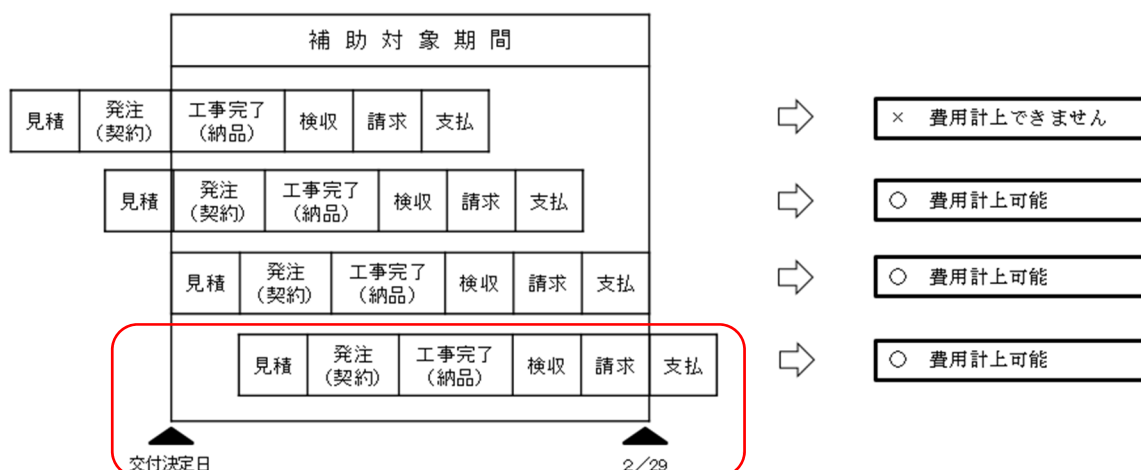 補助対象期間
見積
発注
(契約)
工事完了
(納品)
検収
請求
支払
× 費用計上できません
見積
発注
(契約)
工事完了
(納品)
検収
請求
支払
○ 費用計上可能
見積
発注
(契約)
工事完了
(納品)
検収
請求
支払
○ 費用計上可能
見積
発注
(契約)
工事完了
(納品)
検収
請求
支払
○ 費用計上可能
交付決定日
2/29